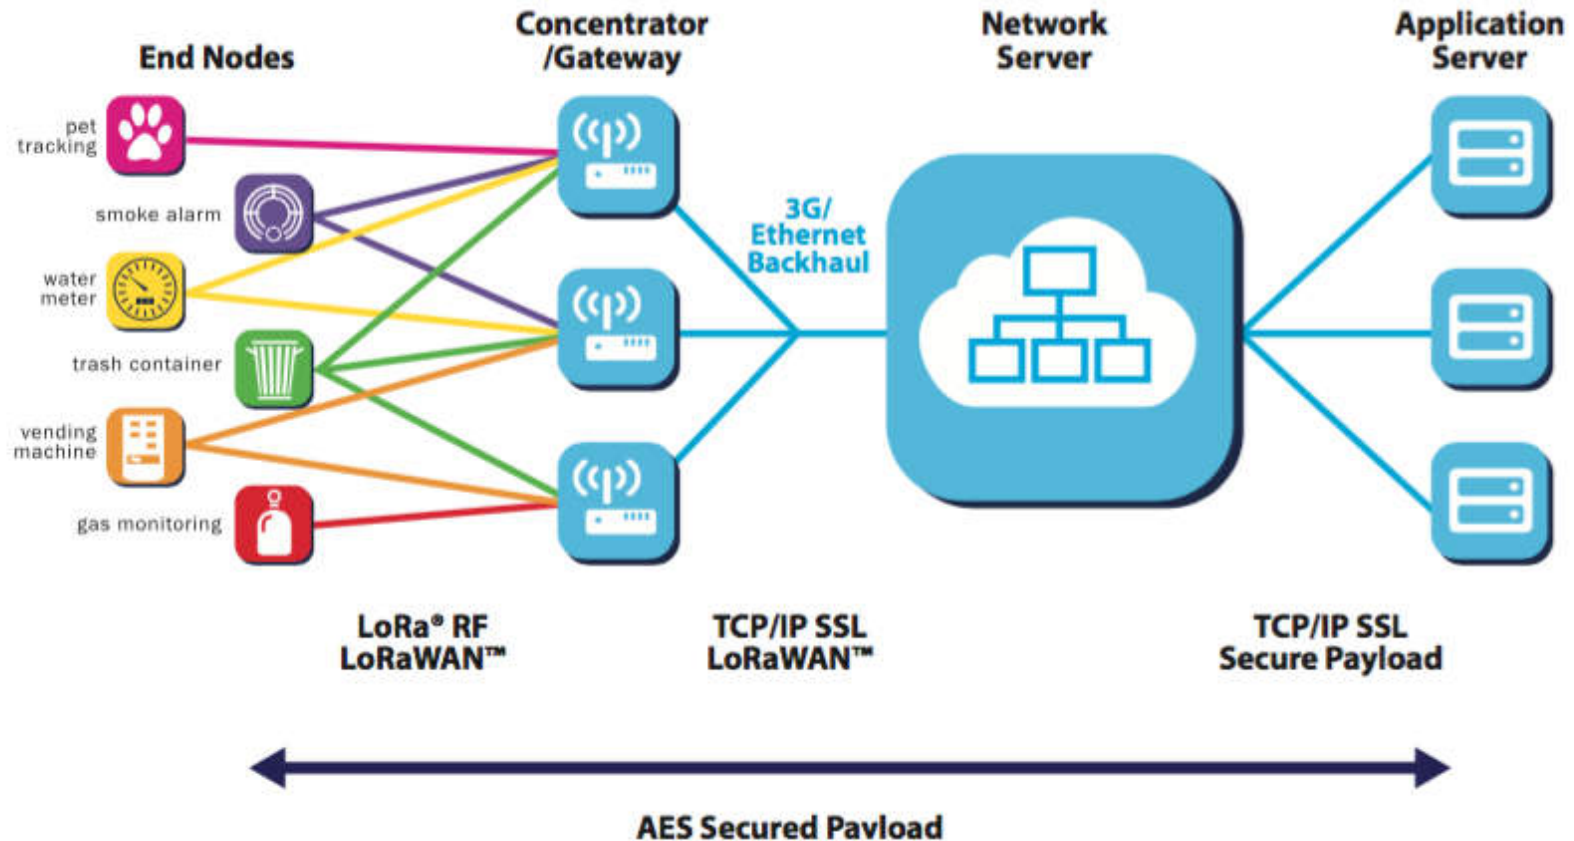 End Nodes
Concentrator
/Gateway
Network
Server
Application
Server
pet
tracking
smoke alarm
water
meter
trash container
vending
machine
gas monitoring
3G/
Ethernet
Backhaul
LoRa® RF
LoRaWAN™
TCP/IP SSL
LoRaWAN™
TCP/IP SSL
Secure Payload
AES Secured Payload